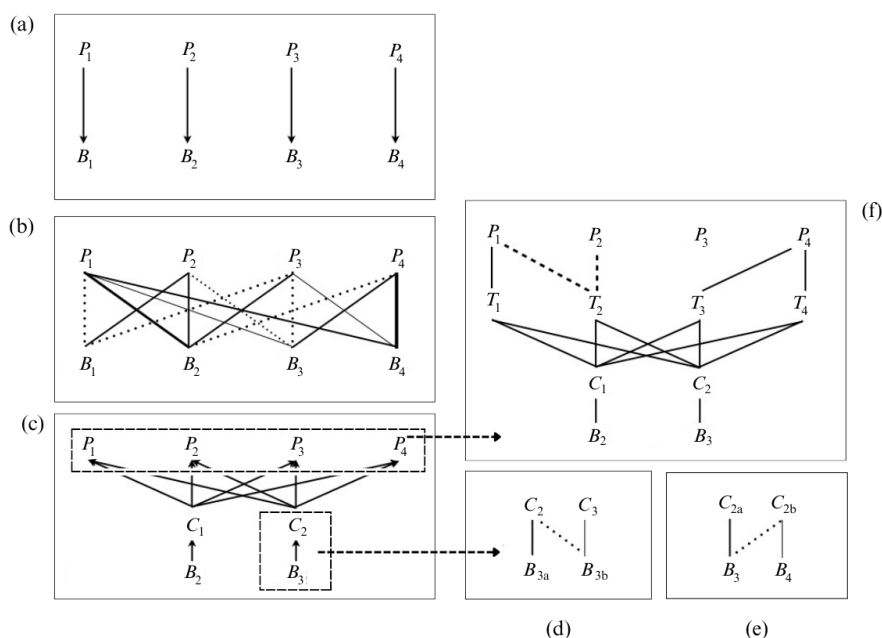 (a)
P₁ P₂ P₃ P₄
B₁ B₂ B₃ B₄
(b)
P₁ P₂ P₃ P₄
B₁ B₂ B₃ B₄
(c)
P₁ P₂ P₃ P₄
C₁ C₂
B₂ B₃
(f)
P₁ P₂ P₃ P₄
T₁ T₂ T₃ T₄
C₁ C₂
B₂ B₃
C₂ C₃
B₃ₐ B₃b
(d)
C₂ₐ C₂b
B₃ B₄
(e)